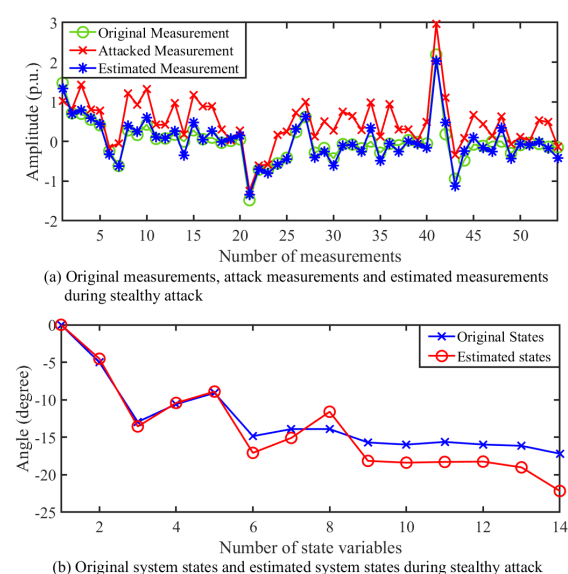 3
2
1
0
-1
-2
Amplitude (p.u.)
Original Measurement
Attacked Measurement
Estimated Measurement
5 10 15 20 25 30 35 40 45 50
Number of measurements
(a) Original measurements, attack measurements and estimated measurements
during stealthy attack
0
-5
-10
-15
-20
-25
Angle (degree)
Original States
Estimated states
2 4 6 8 10 12 14
Number of state variables
(b) Original system states and estimated system states during stealthy attack